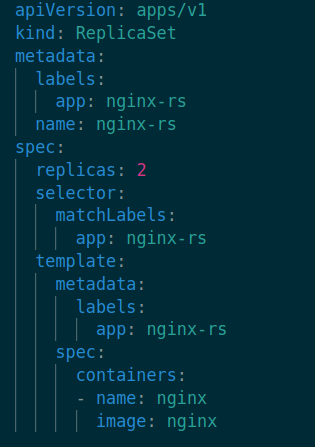 apiVersion: apps/v1
kind: ReplicaSet
metadata:
  labels:
    app: nginx-rs
  name: nginx-rs
spec:
  replicas: 2
  selector:
    matchLabels:
      app: nginx-rs
  template:
    metadata:
      labels:
        app: nginx-rs
    spec:
      containers:
      - name: nginx
        image: nginx